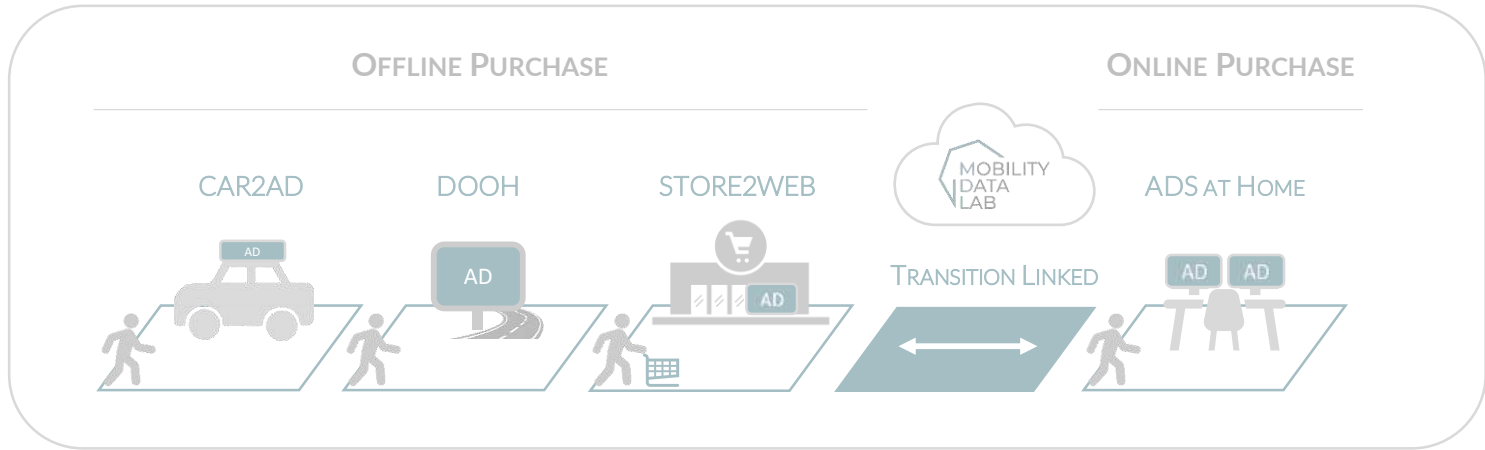 OFFLINE PURCHASE
ONLINE PURCHASE
CAR2AD
DOOH
STORE2WEB
MOBILITY
DATA
LAB
ADS AT HOME
AD
AD
AD
TRANSITION LINKED
AD
AD